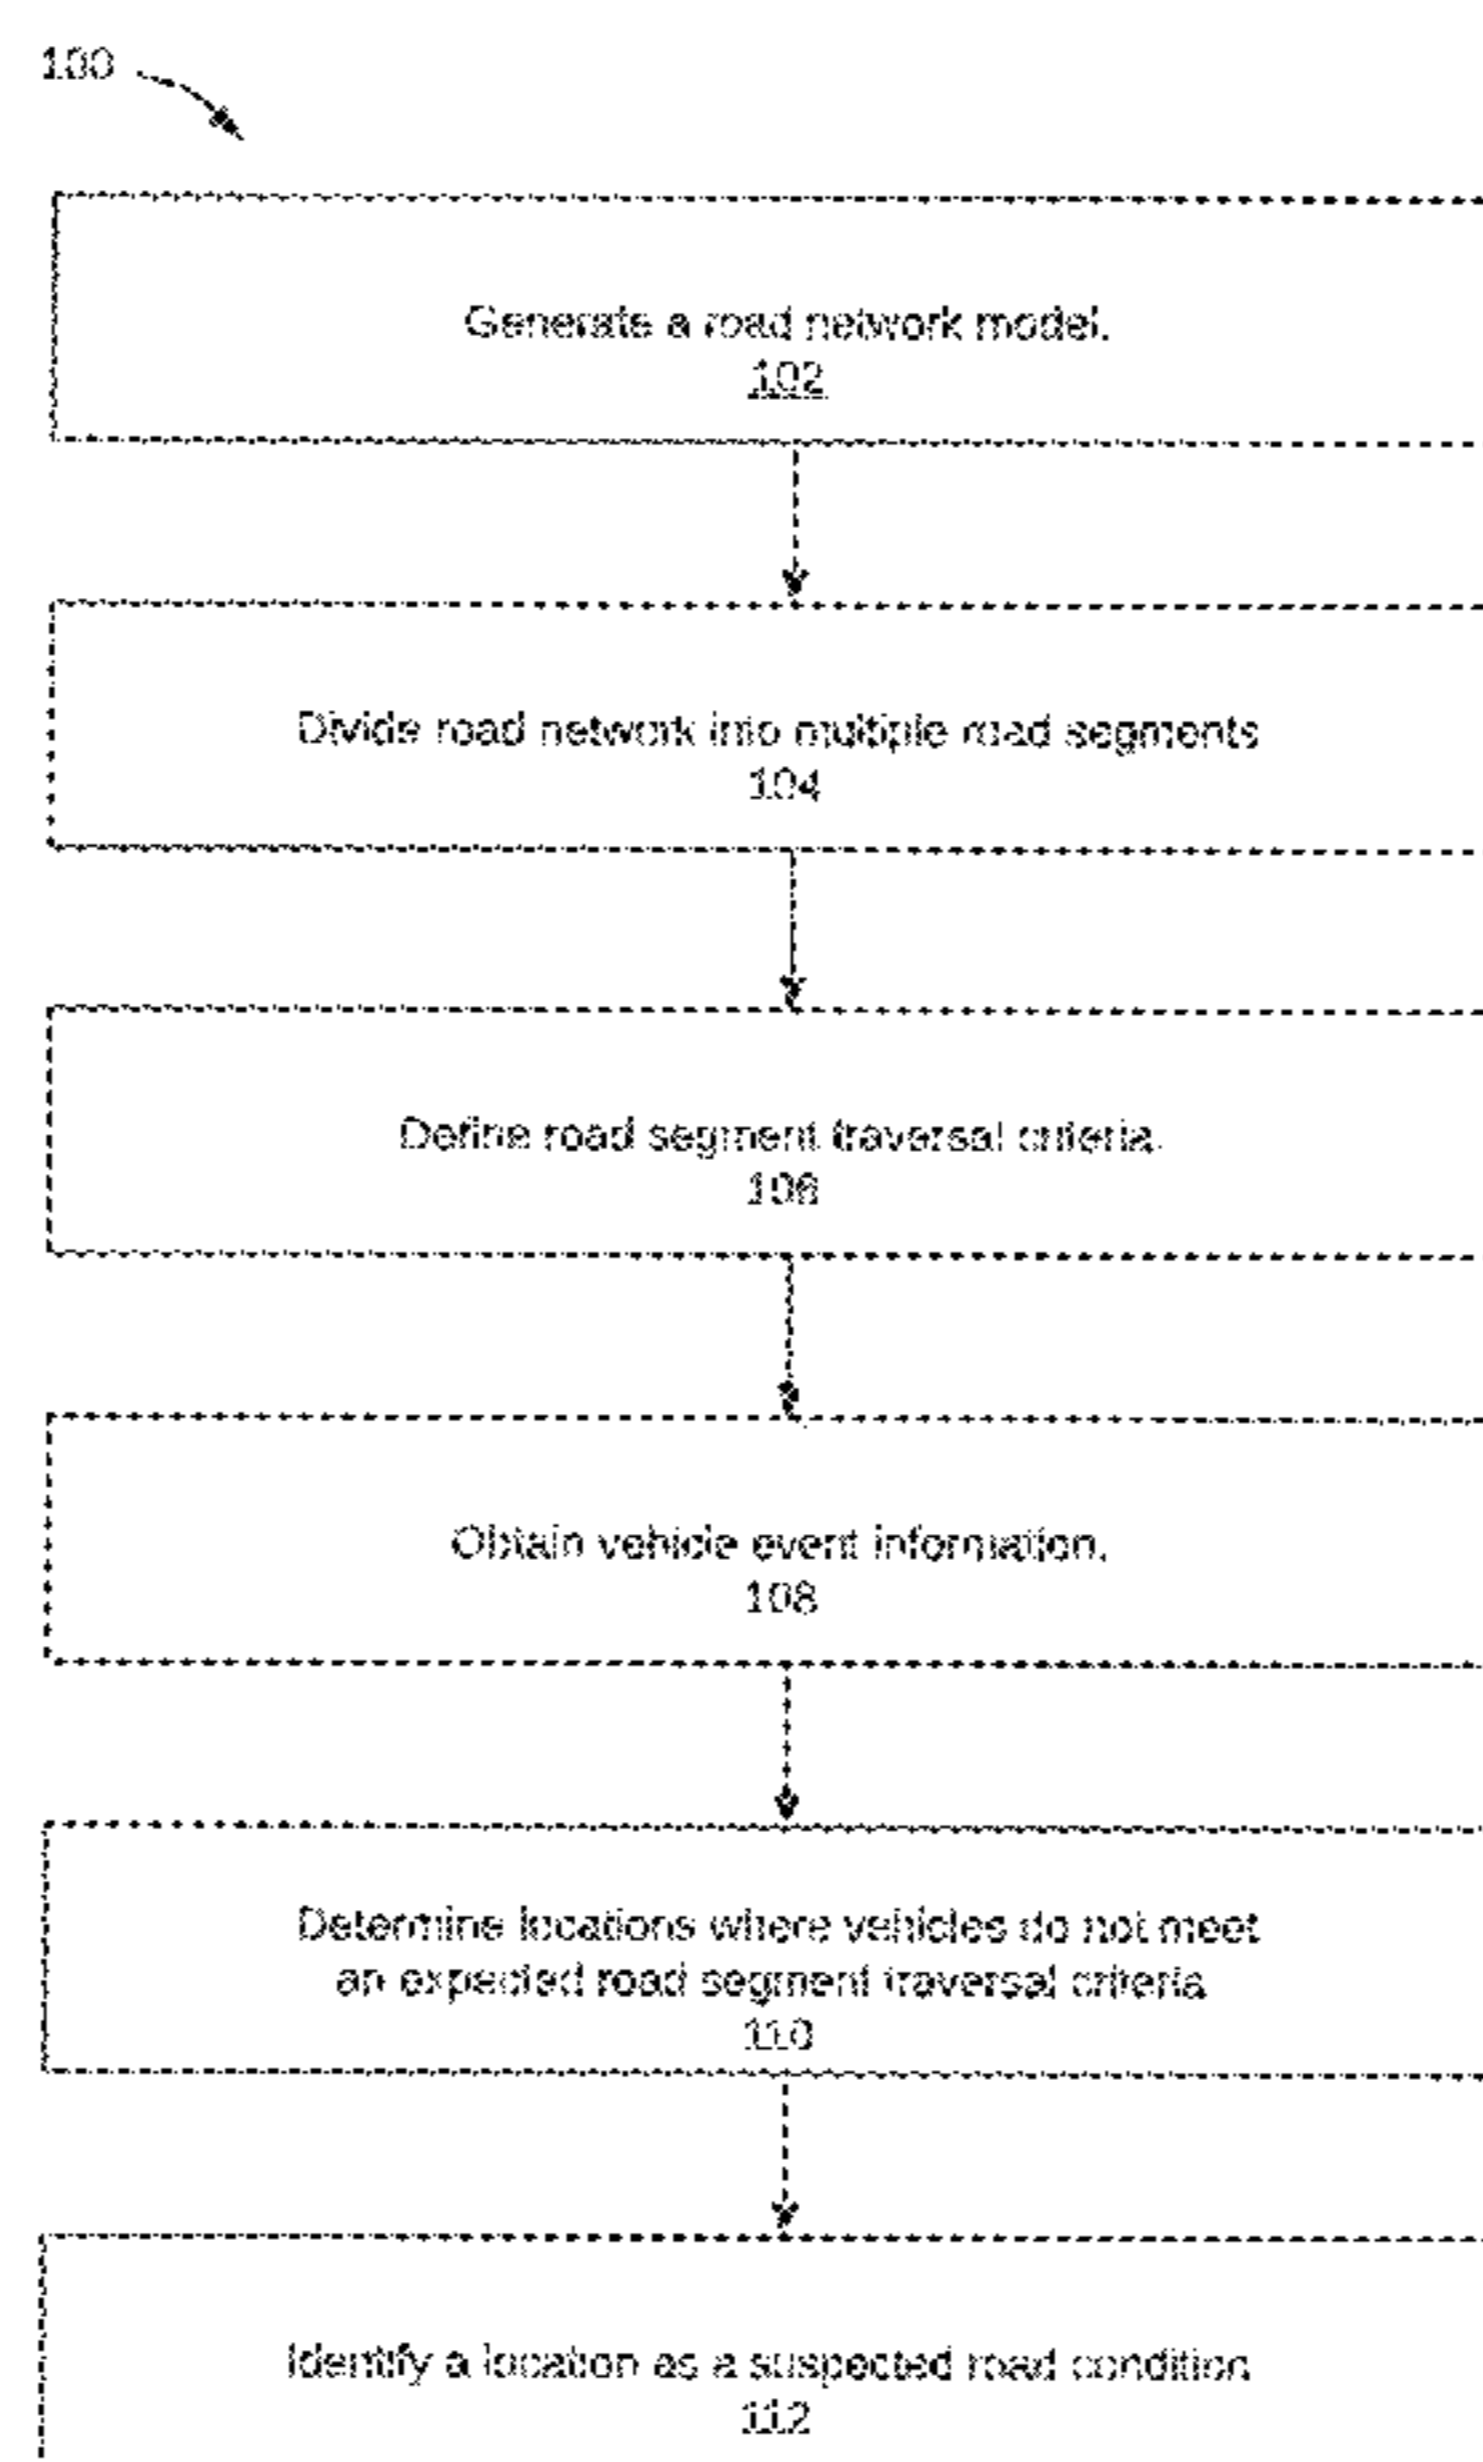 100
Generate a road network model.
102
Divide road network into multiple road segments
104
Define road segment traversal criteria.
106
Obtain vehicle event information.
108
Determine locations where vehicles do not meet
an expected road segment traversal criteria
110
Identify a location as a suspected road condition
112